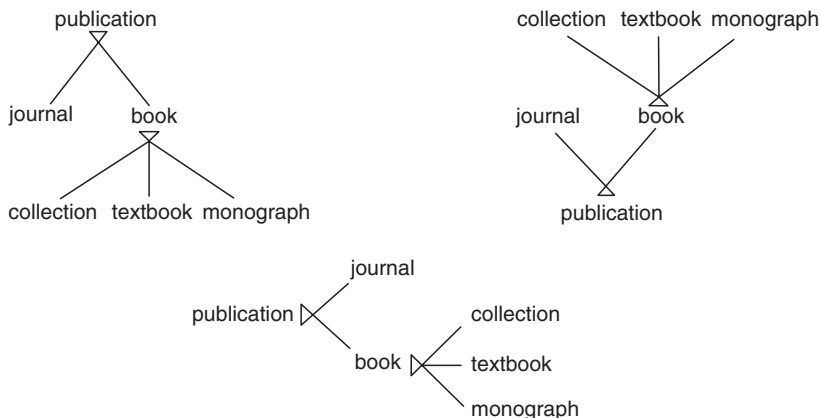 publication
journal book
collection textbook monograph
collection textbook monograph
journal book
publication
journal
publication
collection
book
textbook
monograph